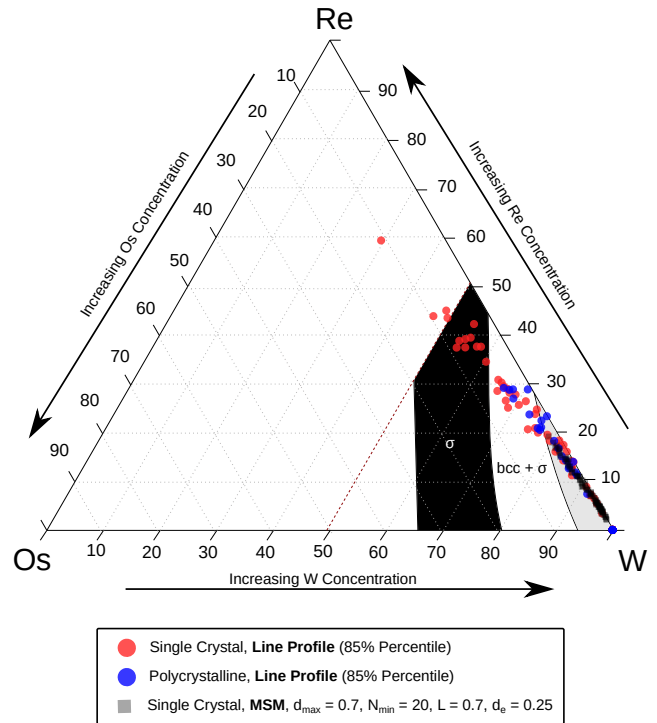 Re
10
20
30
40
50
60
70
80
90
Increasing Os Concentration
90
80
70
60
50
40
30
20
10
Increasing Re Concentration
σ
bcc + σ
Os
W
10
20
30
40
50
60
70
80
90
Increasing W Concentration
Single Crystal, Line Profile (85% Percentile)
Polycrystalline, Line Profile (85% Percentile)
Single Crystal, MSM, dmax = 0.7, Nmin = 20, L = 0.7, de = 0.25